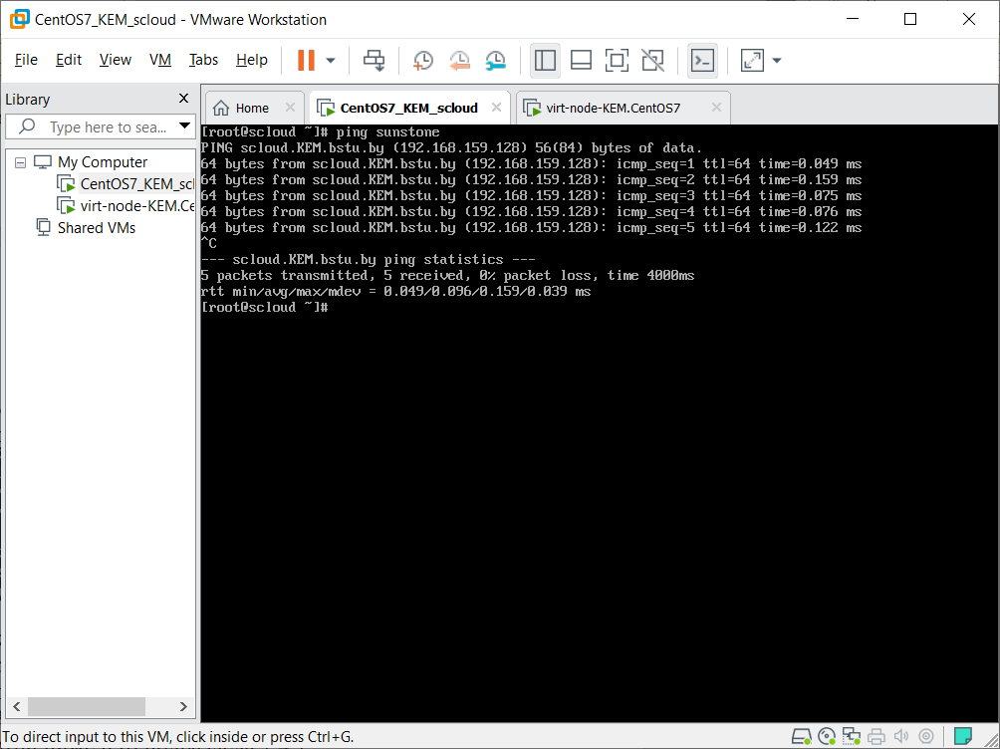 CentOS7_KEM_scloud - VMware Workstation
File Edit View VM Tabs Help
Library
Type here to sea...
My Computer
CentOS7_KEM_scl
virt-node-KEM.Ce
Shared VMs
Home
CentOS7_KEM_scloud
virt-node-KEM.CentOS7
[root@scloud ~]# ping sunstone
PING scloud.KEM.bstu.by (192.168.159.128) 56(84) bytes of data.
64 bytes from scloud.KEM.bstu.by (192.168.159.128): icmp_seq=1 ttl=64 time=0.049 ms
64 bytes from scloud.KEM.bstu.by (192.168.159.128): icmp_seq=2 ttl=64 time=0.159 ms
64 bytes from scloud.KEM.bstu.by (192.168.159.128): icmp_seq=3 ttl=64 time=0.075 ms
64 bytes from scloud.KEM.bstu.by (192.168.159.128): icmp_seq=4 ttl=64 time=0.076 ms
64 bytes from scloud.KEM.bstu.by (192.168.159.128): icmp_seq=5 ttl=64 time=0.122 ms
^C
--- scloud.KEM.bstu.by ping statistics ---
5 packets transmitted, 5 received, 0% packet loss, time 4000ms
rtt min/avg/max/mdev = 0.049/0.096/0.159/0.039 ms
[root@scloud ~]#
To direct input to this VM, click inside or press Ctrl+G.